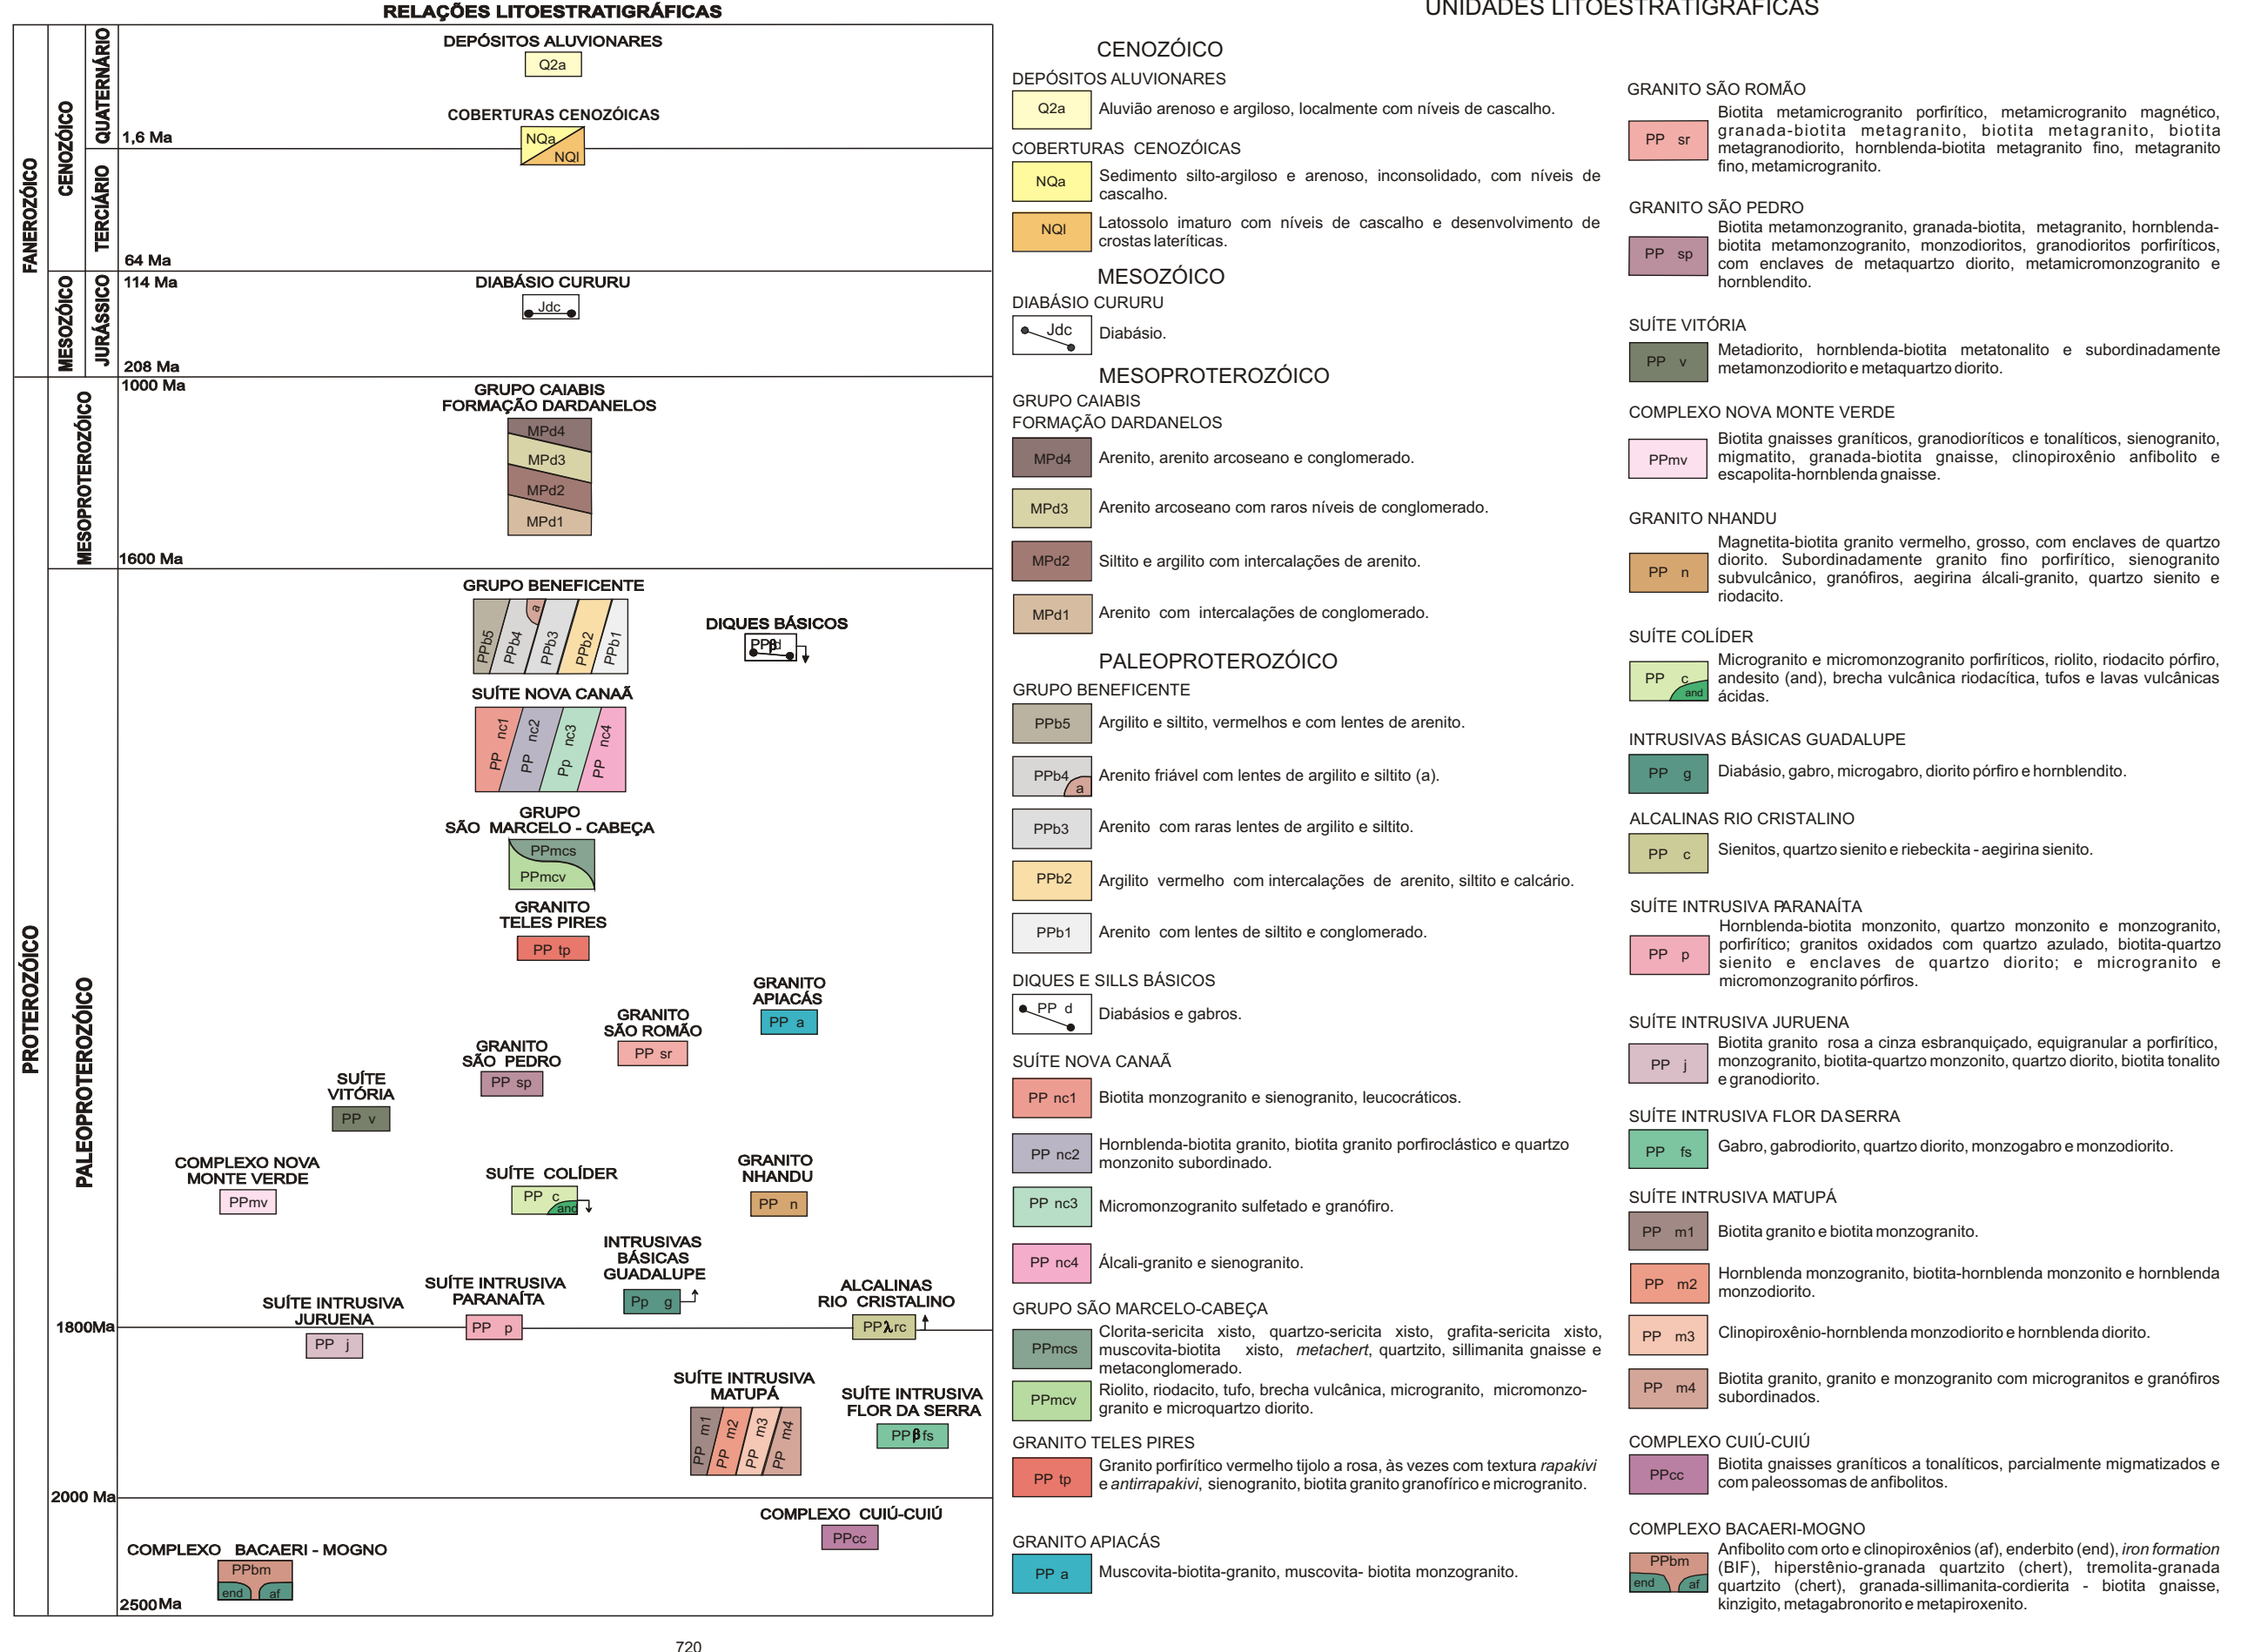 RELAÇÕES LITOESTRATIGRÁFICAS
FANEROZÓICO
CENOZÓICO
QUATERNÁRIO
TERCIÁRIO
MESOZÓICO
JURÁSSICO
PROTEROZÓICO
MESOPROTEROZÓICO
PALEOPROTEROZÓICO
1,6 Ma
64 Ma
114 Ma
208 Ma
1000 Ma
1600 Ma
1800Ma
2000 Ma
2500Ma
DEPÓSITOS ALUVIONARES
Q2a
COBERTURAS CENOZÓICAS
NQa
NQl
DIABÁSIO CURURU
Jdc
GRUPO CAIABIS
FORMAÇÃO DARDANELOS
MPd4
MPd3
MPd2
MPd1
GRUPO BENEFICENTE
PPb5
PPb4
a
PPb3
PPb2
PPb1
DIQUES BÁSICOS
PPβd
SUÍTE NOVA CANAÃ
PP nc1
PP nc2
Pp nc3
PP nc4
GRUPO
SÃO MARCELO - CABEÇA
PPmcs
PPmcv
GRANITO
TELES PIRES
PP tp
GRANITO
APIACÁS
PP a
GRANITO
SÃO ROMÃO
PP sr
GRANITO
SÃO PEDRO
PP sp
SUÍTE
VITÓRIA
PP v
COMPLEXO NOVA
MONTE VERDE
PPmv
SUÍTE COLÍDER
PP c
and
GRANITO
NHANDU
PP n
INTRUSIVAS
BÁSICAS
GUADALUPE
Pp g
SUÍTE INTRUSIVA
PARANAÍTA
PP p
ALCALINAS
RIO CRISTALINO
PPλrc
SUÍTE INTRUSIVA
JURUENA
PP j
SUÍTE INTRUSIVA
MATUPÁ
PP m1
PP m2
PP m3
PP m4
SUÍTE INTRUSIVA
FLOR DA SERRA
PPβfs
COMPLEXO CUIÚ-CUIÚ
PPcc
COMPLEXO BACAERI - MOGNO
PPbm
end
af
720
UNIDADES LITOESTRATIGRÁFICAS
CENOZÓICO
DEPÓSITOS ALUVIONARES
Q2a Aluvião arenoso e argiloso, localmente com níveis de cascalho.
COBERTURAS CENOZÓICAS
NQa Sedimento silto-argiloso e arenoso, inconsolidado, com níveis de
cascalho.
NQl Latossolo imaturo com níveis de cascalho e desenvolvimento de
crostas lateríticas.
MESOZÓICO
DIABÁSIO CURURU
Jdc Diabásio.
MESOPROTEROZÓICO
GRUPO CAIABIS
FORMAÇÃO DARDANELOS
MPd4 Arenito, arenito arcoseano e conglomerado.
MPd3 Arenito arcoseano com raros níveis de conglomerado.
MPd2 Siltito e argilito com intercalações de arenito.
MPd1 Arenito com intercalações de conglomerado.
PALEOPROTEROZÓICO
GRUPO BENEFICENTE
PPb5 Argilito e siltito, vermelhos e com lentes de arenito.
PPb4 a Arenito friável com lentes de argilito e siltito (a).
PPb3 Arenito com raras lentes de argilito e siltito.
PPb2 Argilito vermelho com intercalações de arenito, siltito e calcário.
PPb1 Arenito com lentes de siltito e conglomerado.
DIQUES E SILLS BÁSICOS
PP d Diabásios e gabros.
SUÍTE NOVA CANAÃ
PP nc1 Biotita monzogranito e sienogranito, leucocráticos.
PP nc2 Hornblenda-biotita granito, biotita granito porfiroclástico e quartzo
monzonito subordinado.
PP nc3 Micromonzogranito sulfetado e granófiro.
PP nc4 Álcali-granito e sienogranito.
GRUPO SÃO MARCELO-CABEÇA
PPmcs Clorita-sericita xisto, quartzo-sericita xisto, grafita-sericita xisto,
muscovita-biotita xisto, metachert, quartzito, sillimanita gnaisse e
metaconglomerado.
PPmcv Riolito, riodacito, tufo, brecha vulcânica, microgranito, micromonzo-
granito e microquartzo diorito.
GRANITO TELES PIRES
PP tp Granito porfirítico vermelho tijolo a rosa, às vezes com textura rapakivi
e antirrapakivi, sienogranito, biotita granito granofírico e microgranito.
GRANITO APIACÁS
PP a Muscovita-biotita-granito, muscovita- biotita monzogranito.
GRANITO SÃO ROMÃO
PP sr Biotita metamicrogranito porfirítico, metamicrogranito magnético,
granada-biotita metagranito, biotita metagranito, biotita
metagranodiorito, hornblenda-biotita metagranito fino, metagranito
fino, metamicrogranito.
GRANITO SÃO PEDRO
PP sp Biotita metamonzogranito, granada-biotita, metagranito, hornblenda-
biotita metamonzogranito, monzodioritos, granodioritos porfiríticos,
com enclaves de metaquartzo diorito, metamicromonzogranito e
hornblendito.
SUÍTE VITÓRIA
PP v Metadiorito, hornblenda-biotita metatonalito e subordinadamente
metamonzodiorito e metaquartzo diorito.
COMPLEXO NOVA MONTE VERDE
PPmv Biotita gnaisses graníticos, granodioríticos e tonalíticos, sienogranito,
migmatito, granada-biotita gnaisse, clinopiroxênio anfibolito e
escapolita-hornblenda gnaisse.
GRANITO NHANDU
PP n Magnetita-biotita granito vermelho, grosso, com enclaves de quartzo
diorito. Subordinadamente granito fino porfirítico, sienogranito
subvulcânico, granófiros, aegirina álcali-granito, quartzo sienito e
riodacito.
SUÍTE COLÍDER
PP c and Microgranito e micromonzogranito porfiríticos, riolito, riodacito pórfiro,
andesito (and), brecha vulcânica riodacítica, tufos e lavas vulcânicas
ácidas.
INTRUSIVAS BÁSICAS GUADALUPE
PP g Diabásio, gabro, microgabro, diorito pórfiro e hornblendito.
ALCALINAS RIO CRISTALINO
PP c Sienitos, quartzo sienito e riebeckita - aegirina sienito.
SUÍTE INTRUSIVA PARANAÍTA
PP p Hornblenda-biotita monzonito, quartzo monzonito e monzogranito,
porfirítico; granitos oxidados com quartzo azulado, biotita-quartzo
sienito e enclaves de quartzo diorito; e microgranito e
micromonzogranito pórfiros.
SUÍTE INTRUSIVA JURUENA
PP j Biotita granito rosa a cinza esbranquiçado, equigranular a porfirítico,
monzogranito, biotita-quartzo monzonito, quartzo diorito, biotita tonalito
e granodiorito.
SUÍTE INTRUSIVA FLOR DA SERRA
PP fs Gabro, gabrodiorito, quartzo diorito, monzogabro e monzodiorito.
SUÍTE INTRUSIVA MATUPÁ
PP m1 Biotita granito e biotita monzogranito.
PP m2 Hornblenda monzogranito, biotita-hornblenda monzonito e hornblenda
monzodiorito.
PP m3 Clinopiroxênio-hornblenda monzodiorito e hornblenda diorito.
PP m4 Biotita granito, granito e monzogranito com microgranitos e granófiros
subordinados.
COMPLEXO CUIÚ-CUIÚ
PPcc Biotita gnaisses graníticos a tonalíticos, parcialmente migmatizados e
com paleossomas de anfibolitos.
COMPLEXO BACAERI-MOGNO
PPbm end af Anfibolito com orto e clinopiroxênios (af), enderbito (end), iron formation
(BIF), hiperstênio-granada quartzito (chert), tremolita-granada
quartzito (chert), granada-sillimanita-cordierita - biotita gnaisse,
kinzigito, metagabronorito e metapiroxenito.